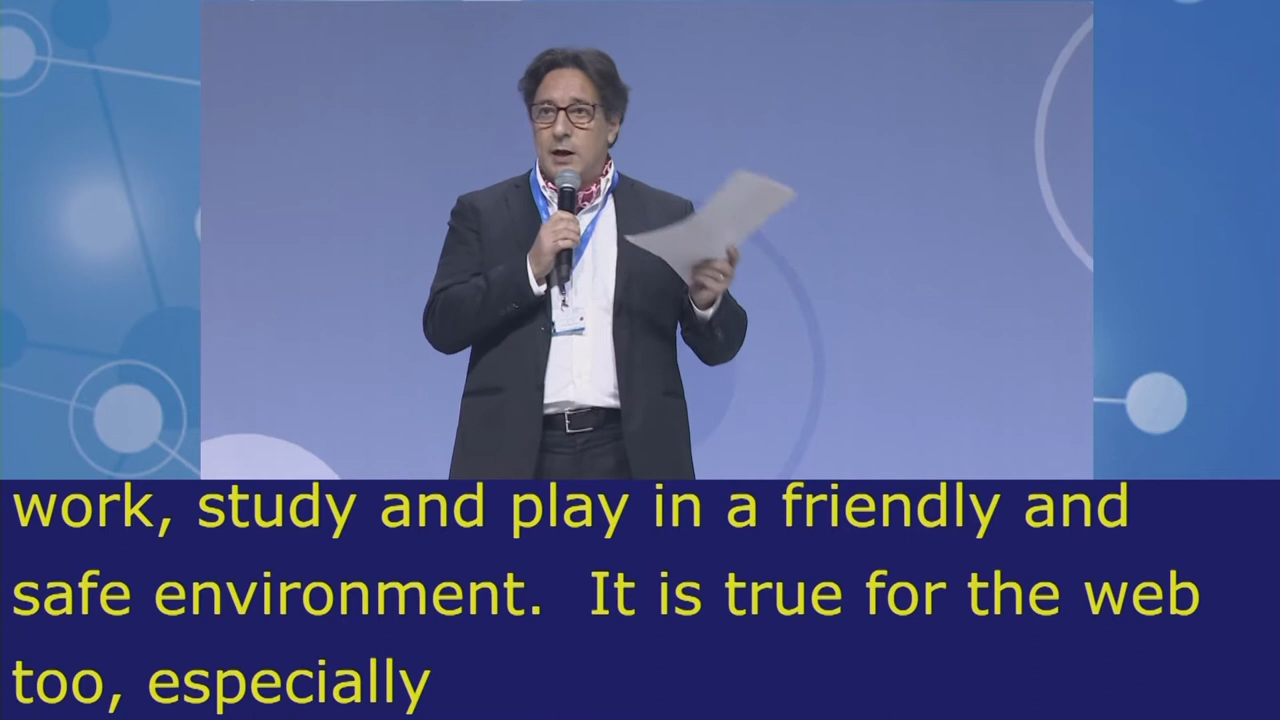 work, study and play in a friendly and
safe environment.  It is true for the web
too, especially